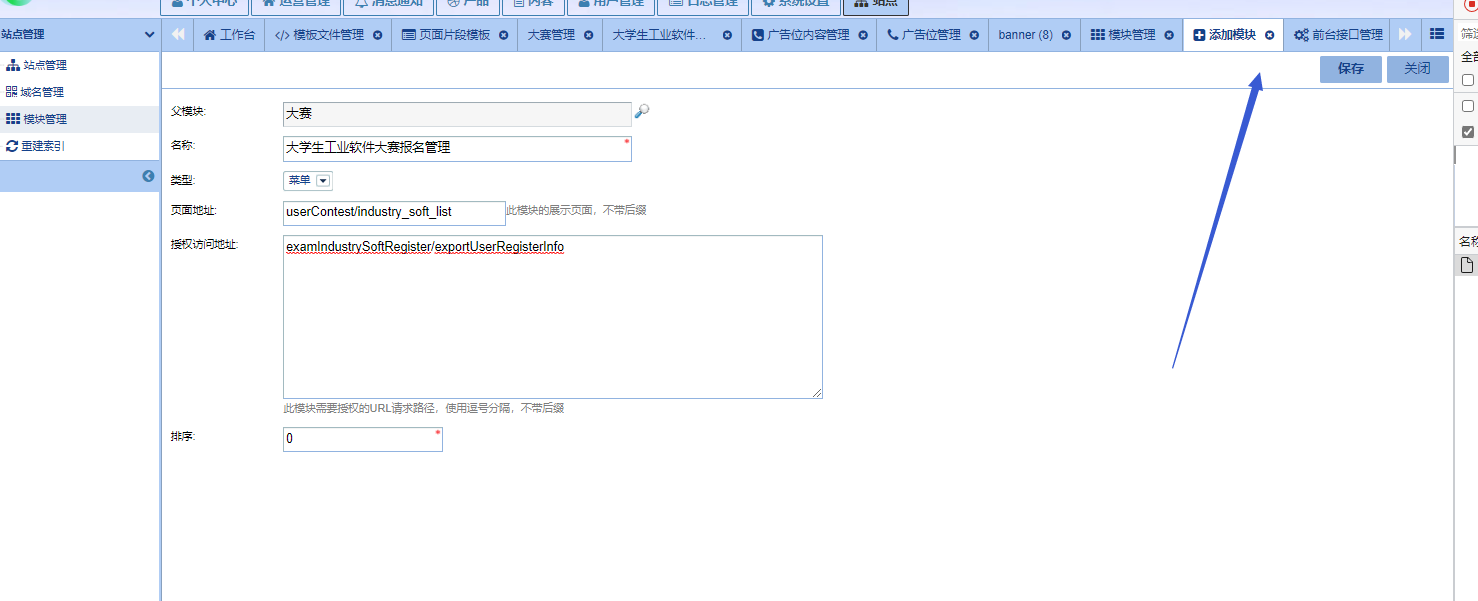 个人中心 运营管理 消息通知 产品 内容 用户管理 日志管理 系统设置 站点
站点管理 工作台 模板文件管理 页面片段模板 大赛管理 大学生工业软件... 广告位内容管理 广告位管理 banner (8) 模块管理 添加模块 前台接口管理
站点管理
域名管理
模块管理
重建索引
保存 关闭
父模块: 大赛
名称: 大学生工业软件大赛报名管理 *
类型: 菜单
页面地址: userContest/industry_soft_list 此模块的展示页面，不带后缀
授权访问地址: examIndustrySoftRegister/exportUserRegisterInfo
此模块需要授权的URL请求路径，使用逗号分隔，不带后缀
排序: 0 *
全部
名称